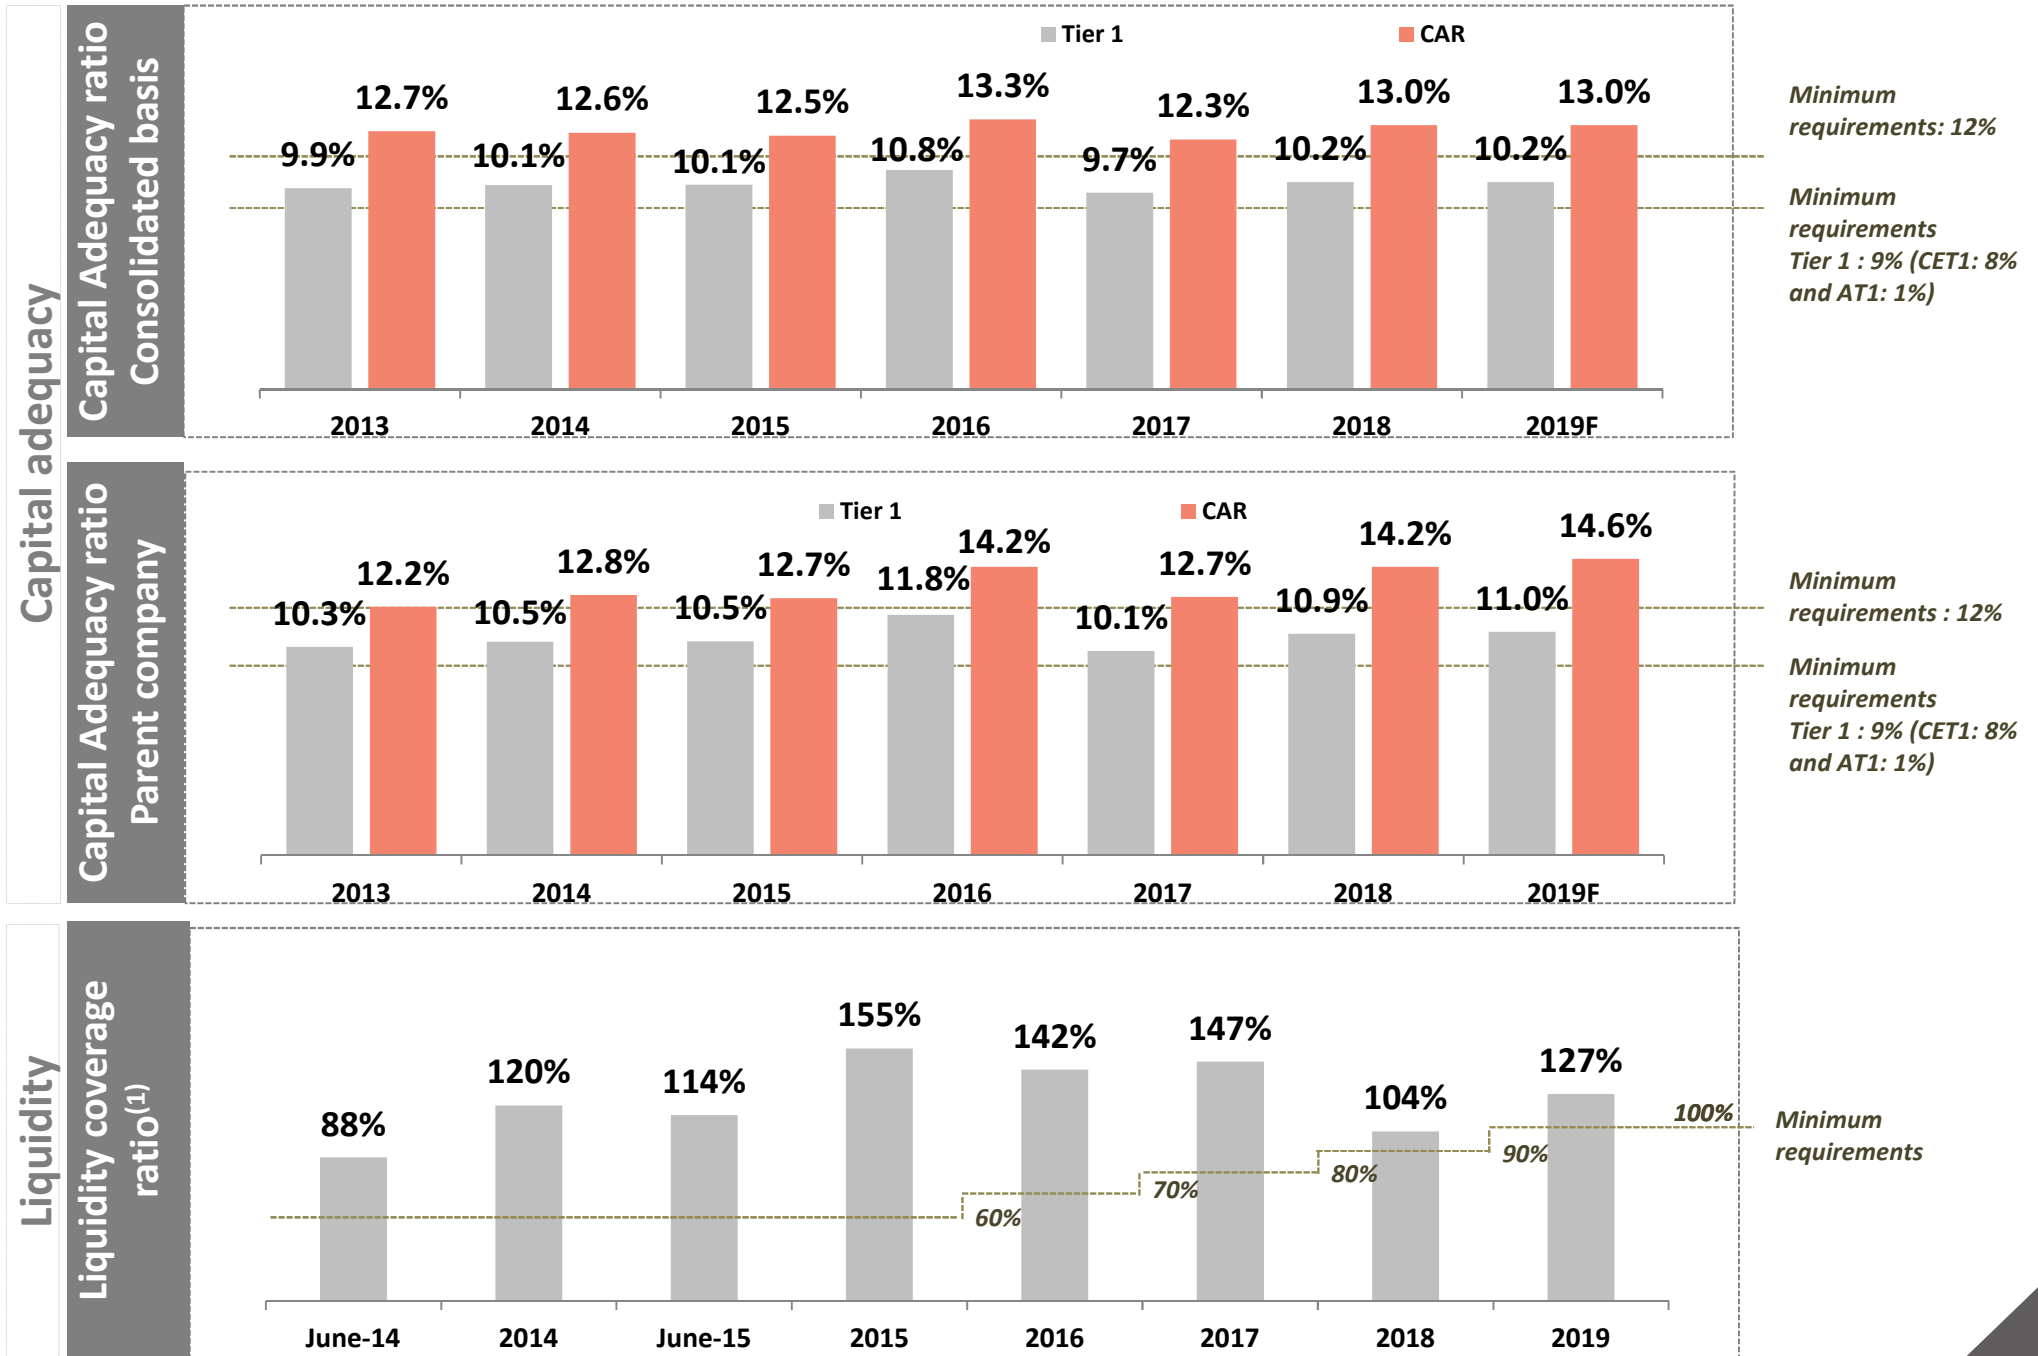 Capital adequacy
Capital Adequacy ratio
Consolidated basis
Tier 1
CAR
9.9%
12.7%
10.1%
12.6%
10.1%
12.5%
10.8%
13.3%
9.7%
12.3%
10.2%
13.0%
10.2%
13.0%
2013
2014
2015
2016
2017
2018
2019F
Minimum
requirements: 12%
Minimum
requirements
Tier 1 : 9% (CET1: 8%
and AT1: 1%)
Capital Adequacy ratio
Parent company
Tier 1
CAR
10.3%
12.2%
10.5%
12.8%
10.5%
12.7%
11.8%
14.2%
10.1%
12.7%
10.9%
14.2%
11.0%
14.6%
2013
2014
2015
2016
2017
2018
2019F
Minimum
requirements : 12%
Minimum
requirements
Tier 1 : 9% (CET1: 8%
and AT1: 1%)
Liquidity
Liquidity coverage
ratio(1)
88%
120%
114%
155%
142%
147%
104%
127%
60%
70%
80%
90%
100%
Minimum
requirements
June-14
2014
June-15
2015
2016
2017
2018
2019